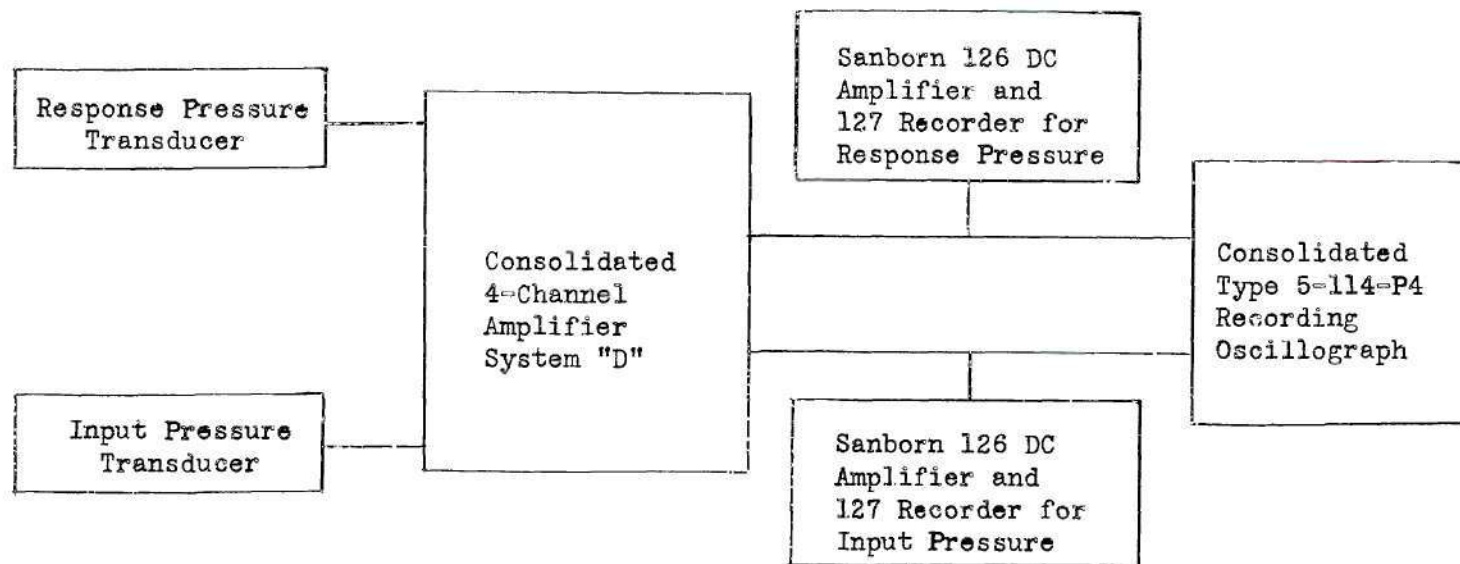 Response Pressure
Transducer
Input Pressure
Transducer
Consolidated
4-Channel
Amplifier
System "D"
Sanborn 126 DC
Amplifier and
127 Recorder for
Response Pressure
Sanborn 126 DC
Amplifier and
127 Recorder for
Input Pressure
Consolidated
Type 5-114-P4
Recording
Oscillograph